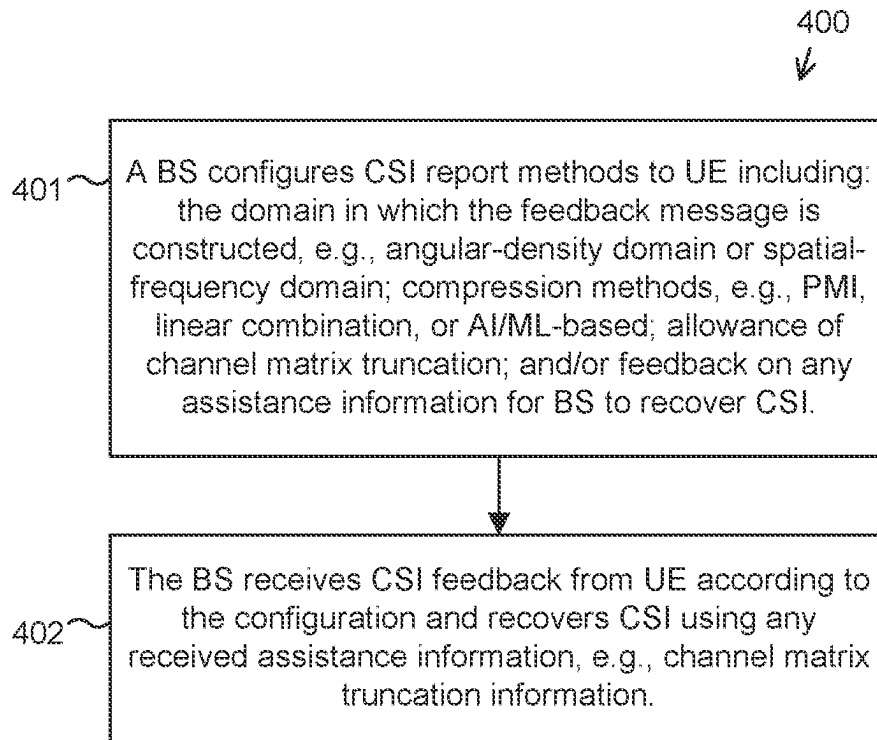 400
401
A BS configures CSI report methods to UE including:
the domain in which the feedback message is
constructed, e.g., angular-density domain or spatial-
frequency domain; compression methods, e.g., PMI,
linear combination, or AI/ML-based; allowance of
channel matrix truncation; and/or feedback on any
assistance information for BS to recover CSI.
402
The BS receives CSI feedback from UE according to
the configuration and recovers CSI using any
received assistance information, e.g., channel matrix
truncation information.